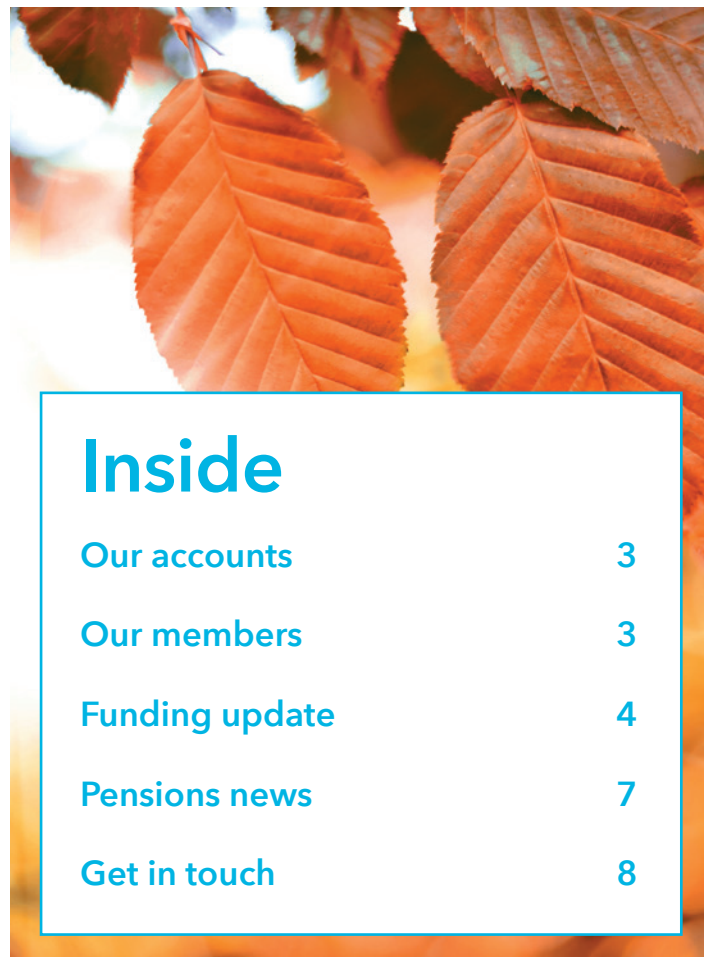 Inside
Our accounts 3
Our members 3
Funding update 4
Pensions news 7
Get in touch 8